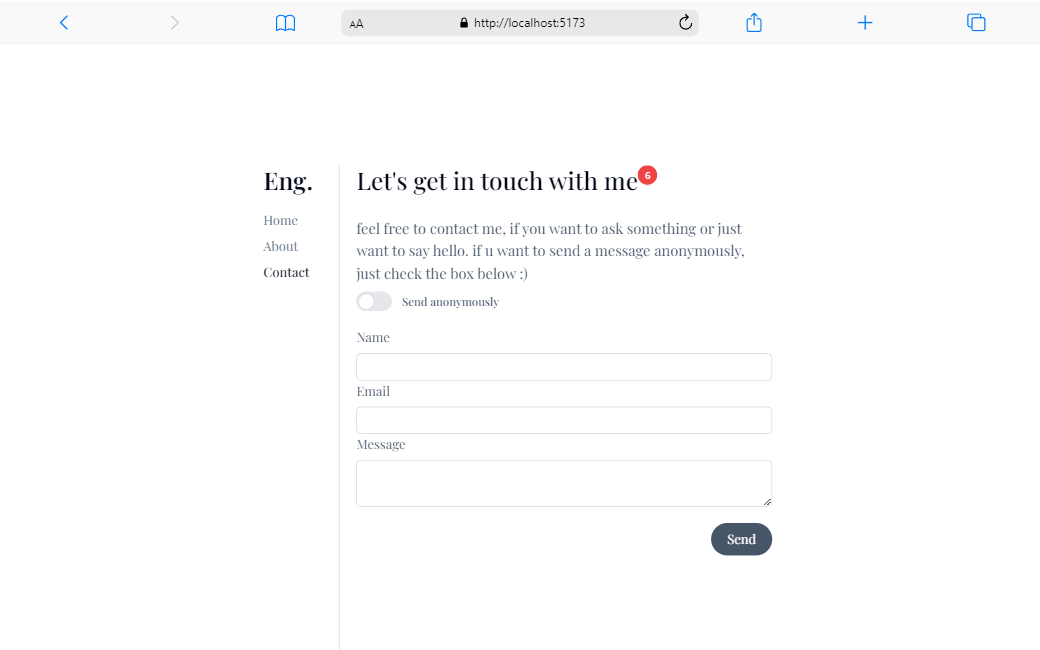 AA
http://localhost:5173
Eng.
Home
About
Contact
Let's get in touch with me
6
feel free to contact me, if you want to ask something or just
want to say hello. if u want to send a message anonymously,
just check the box below :)
Send anonymously
Name
Email
Message
Send